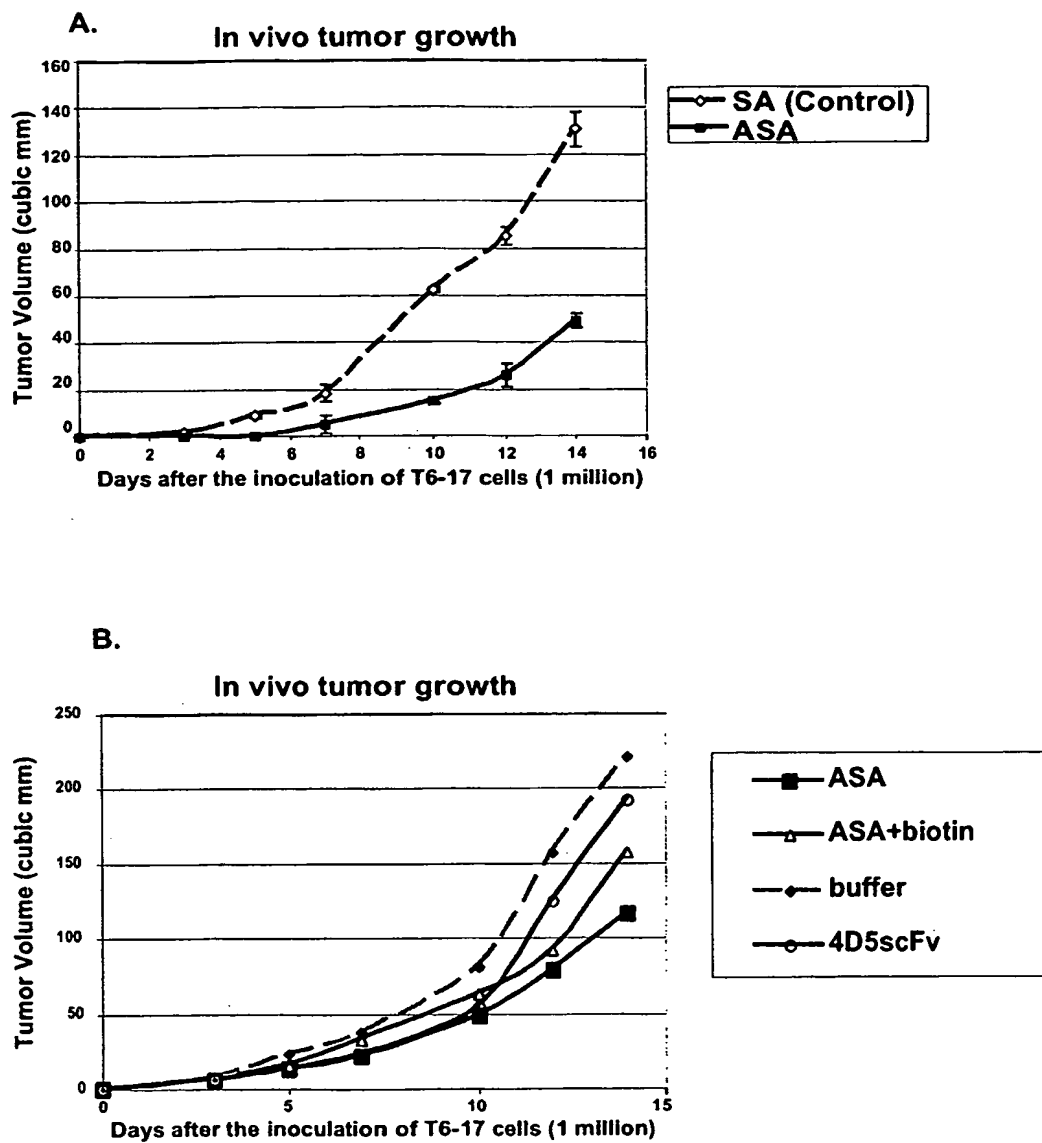 A.
In vivo tumor growth
160
140
120
100
80
60
40
20
0
Tumor Volume (cubic mm)
0 2 4 6 8 10 12 14 16
Days after the inoculation of T6-17 cells (1 million)
SA (Control)
ASA
B.
In vivo tumor growth
250
200
150
100
50
0
Tumor Volume (cubic mm)
0 5 10 15
Days after the inoculation of T6-17 cells (1 million)
ASA
ASA+biotin
buffer
4D5scFv